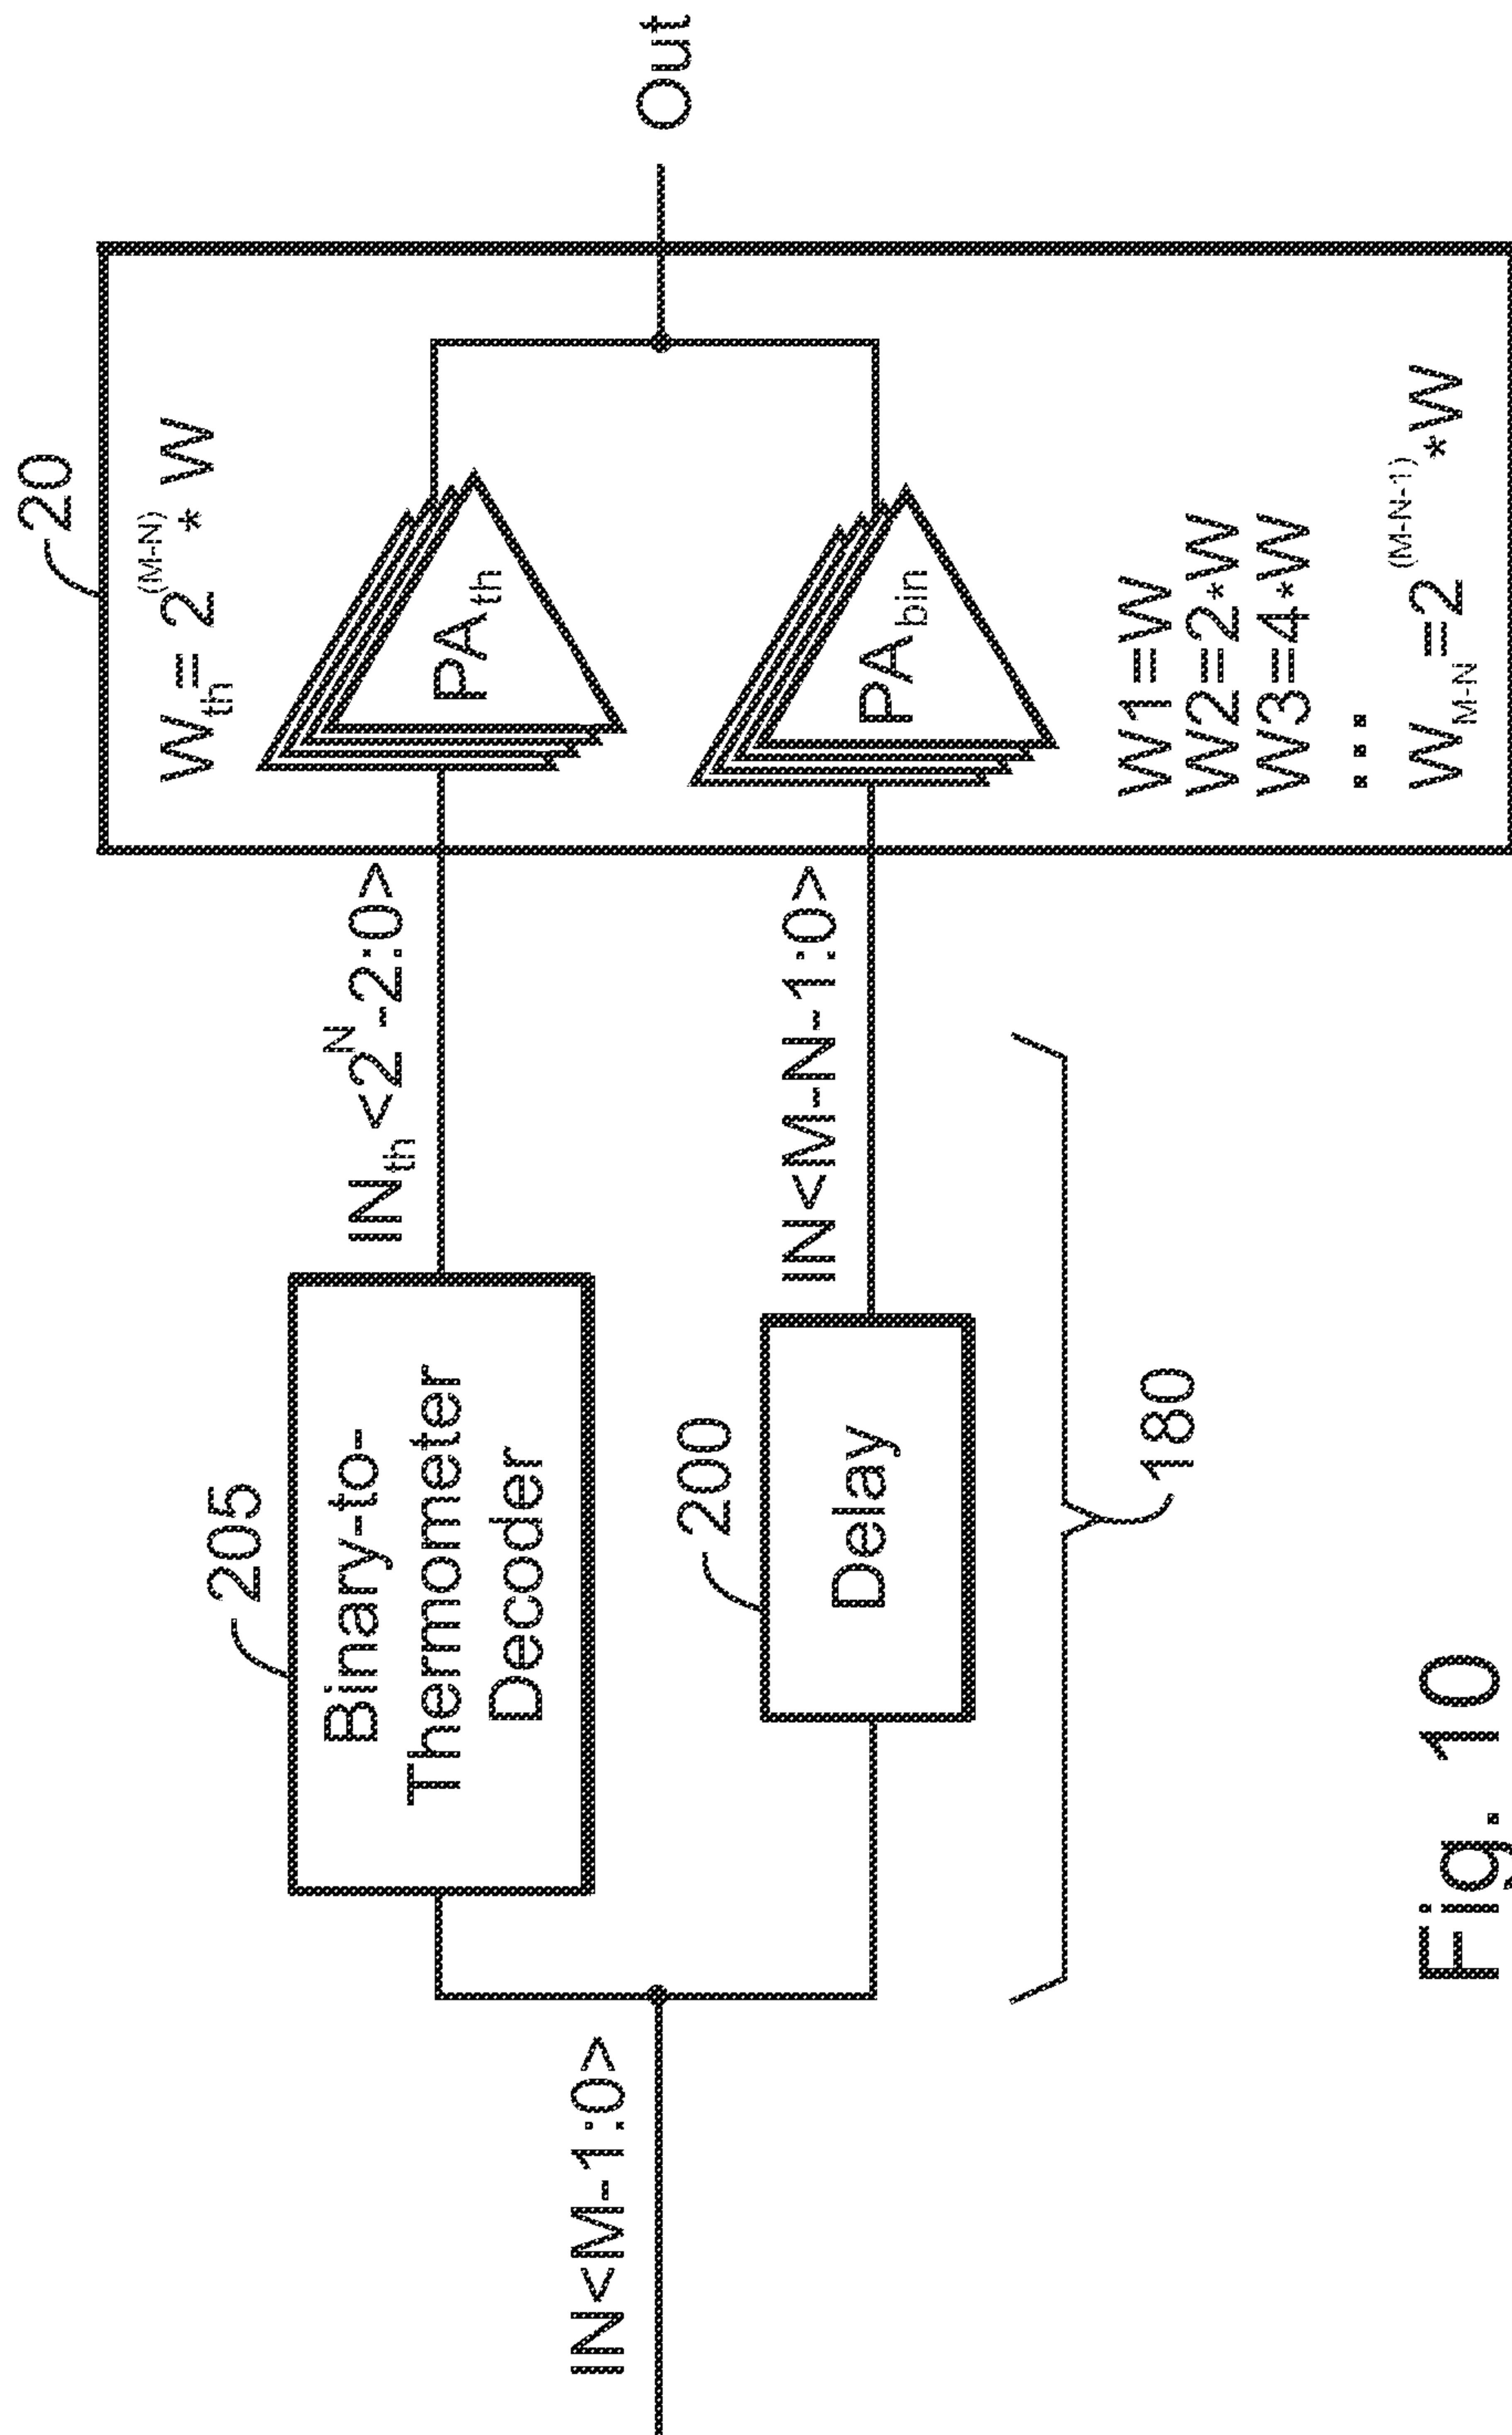 20
W_th = 2^(M-N) * W
205
Binary-to-
Thermometer
Decoder
IN_th<2^N-2:0>
PA_th
Out
IN<M-1:0>
200
Delay
IN<M-N-1:0>
PA_bin
W1=W
W2=2*W
W3=4*W
...
W_M-N=2^(M-N-1)*W
180
Fig. 10